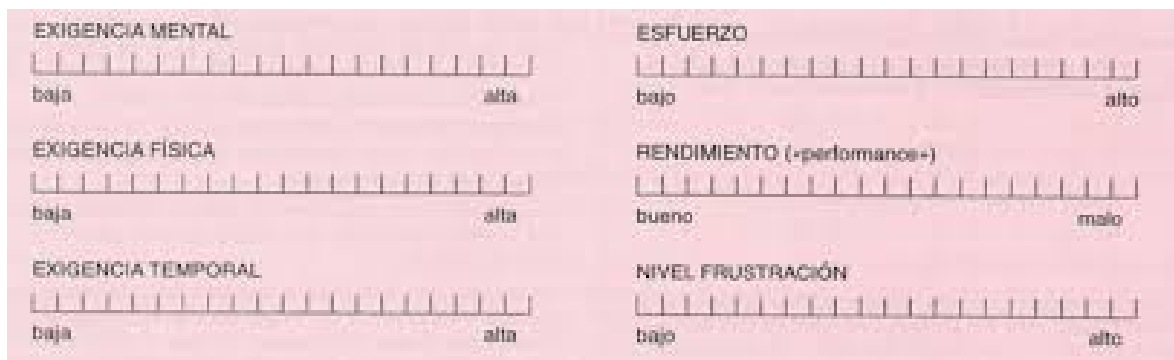 EXIGENCIA MENTAL
baja alta
EXIGENCIA FÍSICA
baja alta
EXIGENCIA TEMPORAL
baja alta
ESFUERZO
bajo alto
RENDIMIENTO («performance»)
bueno malo
NIVEL FRUSTRACIÓN
bajo alto